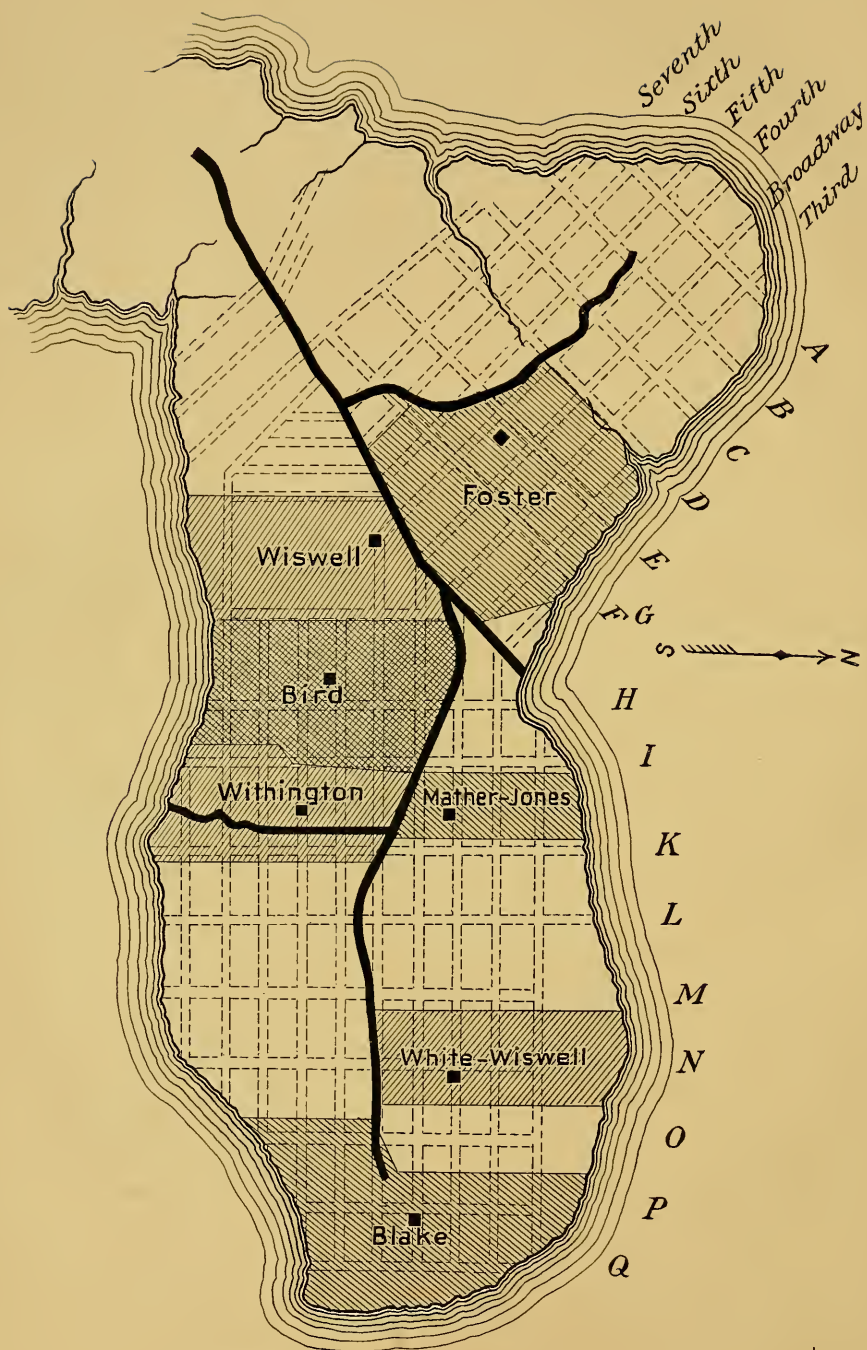 Seventh
Sixth
Fifth
Fourth
Broadway
Third
A
B
C
D
E
F
G
H
I
K
L
M
N
O
P
Q
S
N
Foster
Wiswell
Bird
Withington
Mather-Jones
White-Wiswell
Blake